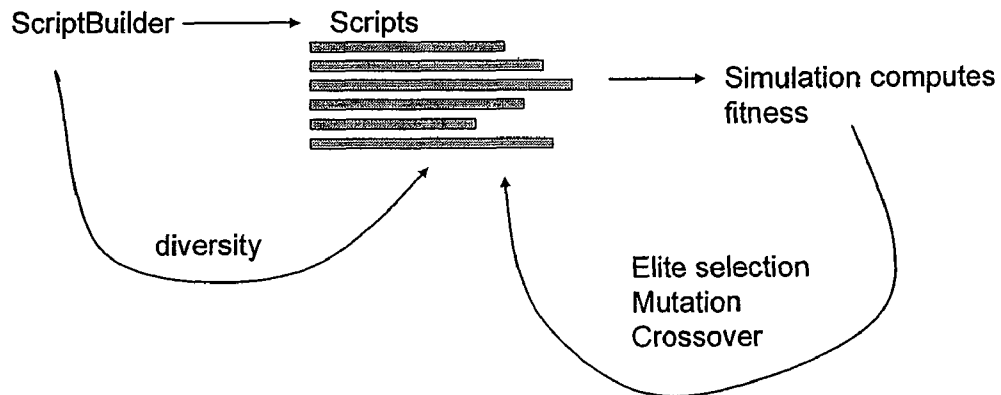 ScriptBuilder
Scripts
Simulation computes
fitness
diversity
Elite selection
Mutation
Crossover